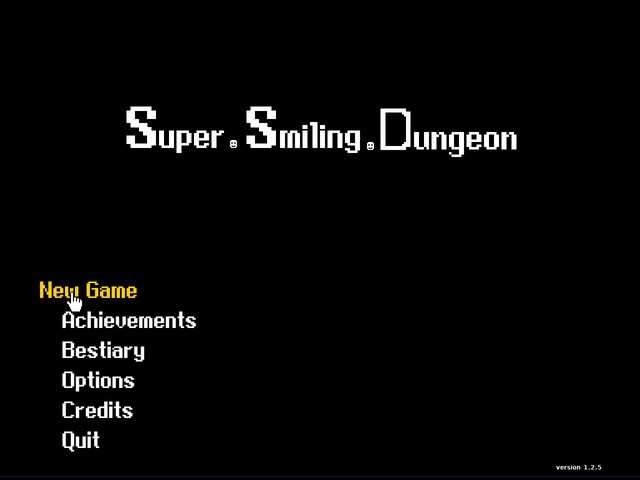 Super.Smiling.Dungeon
New Game
Achievements
Bestiary
Options
Credits
Quit
version 1.2.5